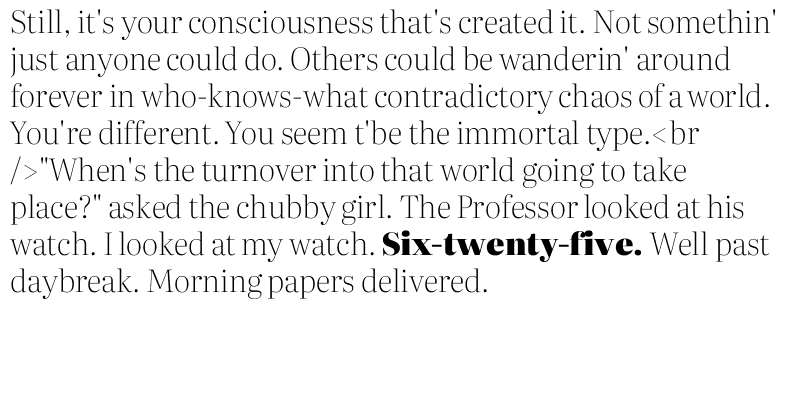 Still, it's your consciousness that's created it. Not somethin'
just anyone could do. Others could be wanderin' around
forever in who-knows-what contradictory chaos of a world.
You're different. You seem t'be the immortal type.<br
/>"When's the turnover into that world going to take
place?" asked the chubby girl. The Professor looked at his
watch. I looked at my watch. Six-twenty-five. Well past
daybreak. Morning papers delivered.